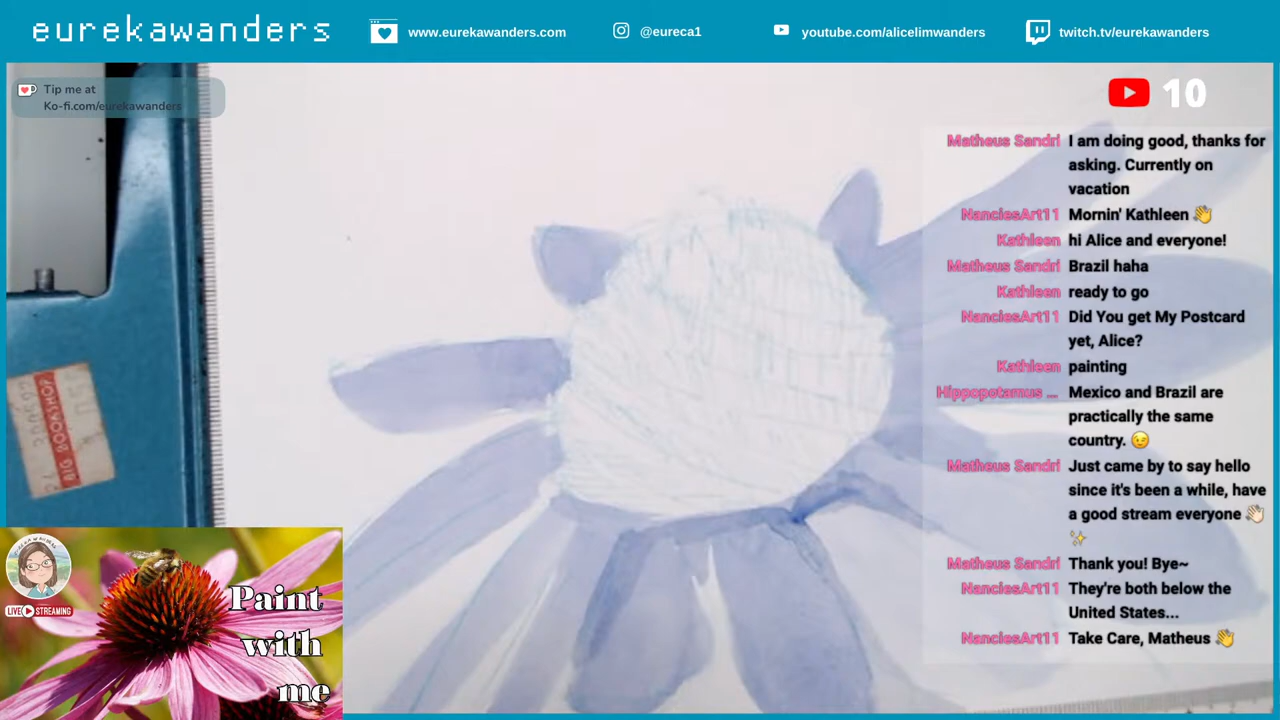 eurekawanders
www.eurekawanders.com
@eureca1
youtube.com/alicelimwanders
twitch.tv/eurekawanders
Tip me at
Ko-fi.com/eurekawanders
10
Matheus Sandri I am doing good, thanks for
asking. Currently on
vacation
NanciesArt11 Mornin' Kathleen 👋
Kathleen hi Alice and everyone!
Matheus Sandri Brazil haha
Kathleen ready to go
NanciesArt11 Did You get My Postcard
yet, Alice?
Kathleen painting
Hippopotamus ... Mexico and Brazil are
practically the same
country. 😉
Matheus Sandri Just came by to say hello
since it's been a while, have
a good stream everyone 👋🏻
✨
Matheus Sandri Thank you! Bye~
NanciesArt11 They're both below the
United States...
NanciesArt11 Take Care, Matheus 👋
BIG BOOKSHOP
EUREKA WANDERS
LIVE STREAMING
Paint
with
me